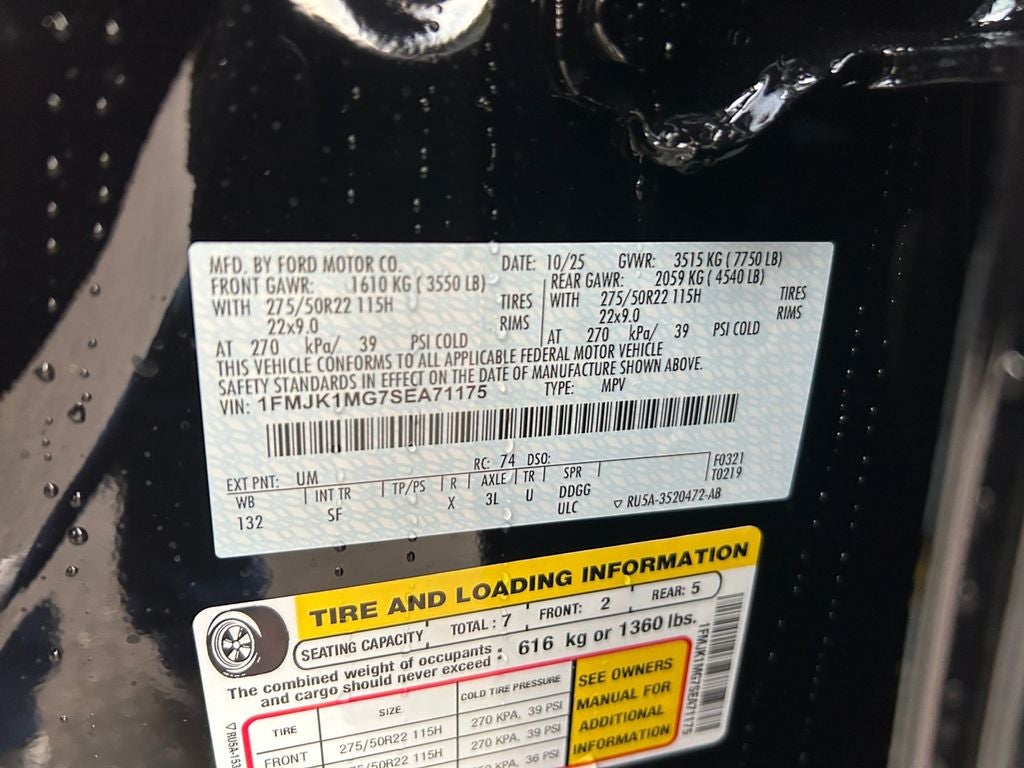 MFD. BY FORD MOTOR CO. DATE: 10/25 GVWR: 3515 KG ( 7750 LB)
FRONT GAWR: 1610 KG ( 3550 LB) REAR GAWR: 2059 KG ( 4540 LB)
WITH 275/50R22 115H TIRES WITH 275/50R22 115H TIRES
22x9.0 RIMS 22x9.0 RIMS
AT 270 kPa/ 39 PSI COLD AT 270 kPa/ 39 PSI COLD
THIS VEHICLE CONFORMS TO ALL APPLICABLE FEDERAL MOTOR VEHICLE
SAFETY STANDARDS IN EFFECT ON THE DATE OF MANUFACTURE SHOWN ABOVE.
VIN: 1FMJK1MG7SEA71175 TYPE: MPV
EXT PNT: UM RC: 74 DSO: F0321
WB INT TR TP/PS R AXLE TR SPR T0219
132 SF X 3L U DDGG
ULC ▽ RU5A-3520472-AB
TIRE AND LOADING INFORMATION
SEATING CAPACITY TOTAL : 7 FRONT: 2 REAR: 5
The combined weight of occupants
and cargo should never exceed : 616 kg or 1360 lbs.
TIRE SIZE COLD TIRE PRESSURE
FRONT 275/50R22 115H 270 KPA, 39 PSI
275/50R22 115H 270 KPA, 39 PSI
36 PSI
SEE OWNERS
MANUAL FOR
ADDITIONAL
INFORMATION
1FMJK1MG7SEA71175
▽ RU5A-153